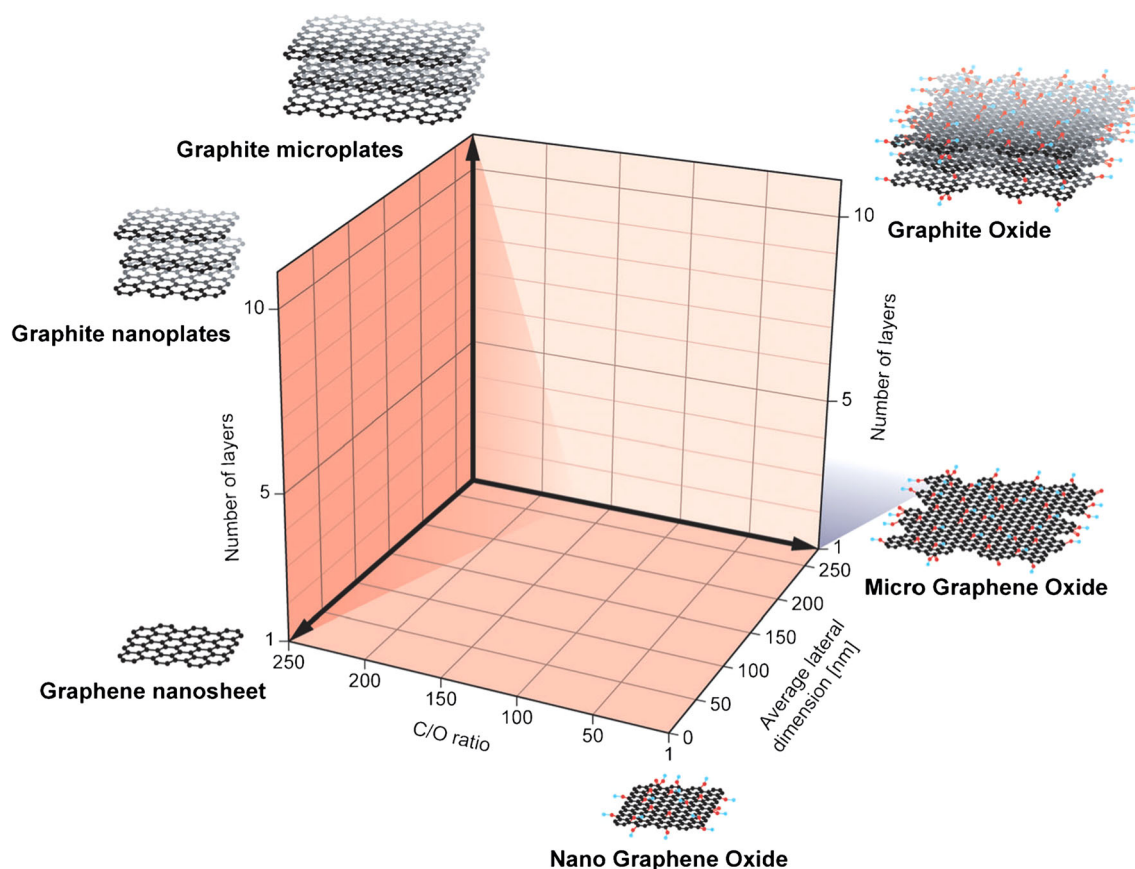 Graphite microplates
Graphite Oxide
Graphite nanoplates
10
5
1
Number of layers
10
5
1
Number of layers
Graphene nanosheet
Micro Graphene Oxide
250
200
150
100
50
1
C/O ratio
250
200
150
100
50
0
Average lateral
dimension [nm]
Nano Graphene Oxide